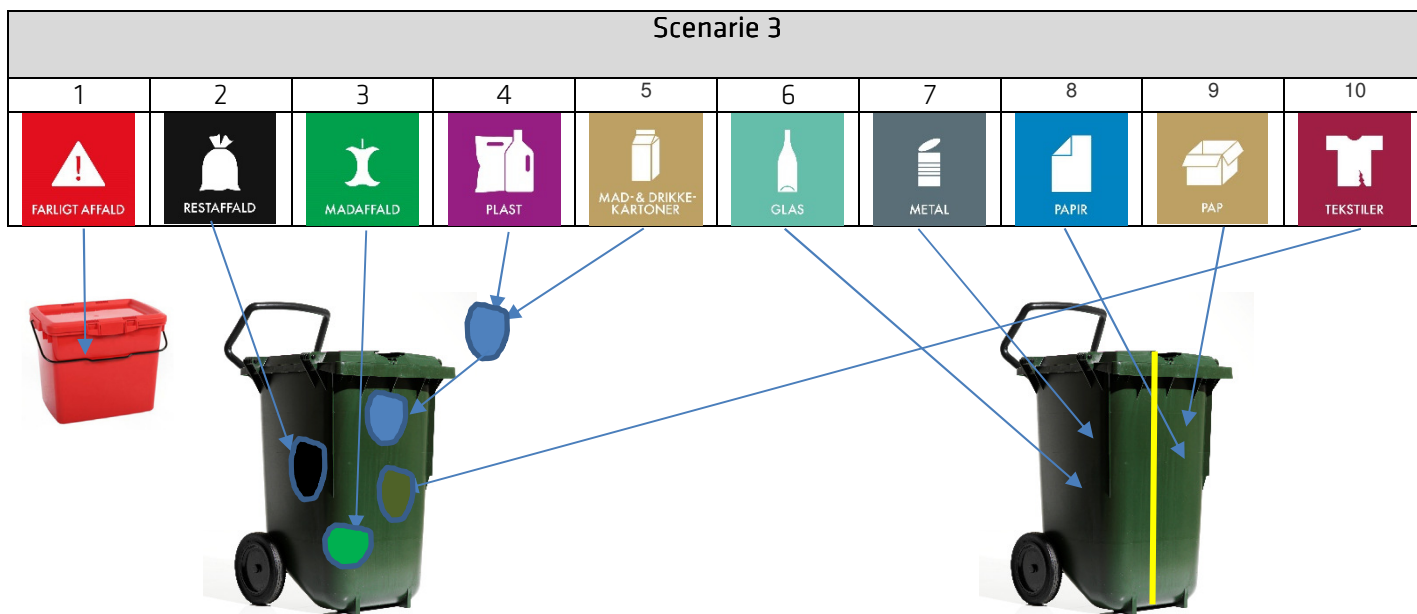 Scenarie 3
1 2 3 4 5 6 7 8 9 10
FARLIGT AFFALD
RESTAFFALD
MADAFFALD
PLAST
MAD- & DRIKKE-
KARTONER
GLAS
METAL
PAPIR
PAP
TEKSTILER